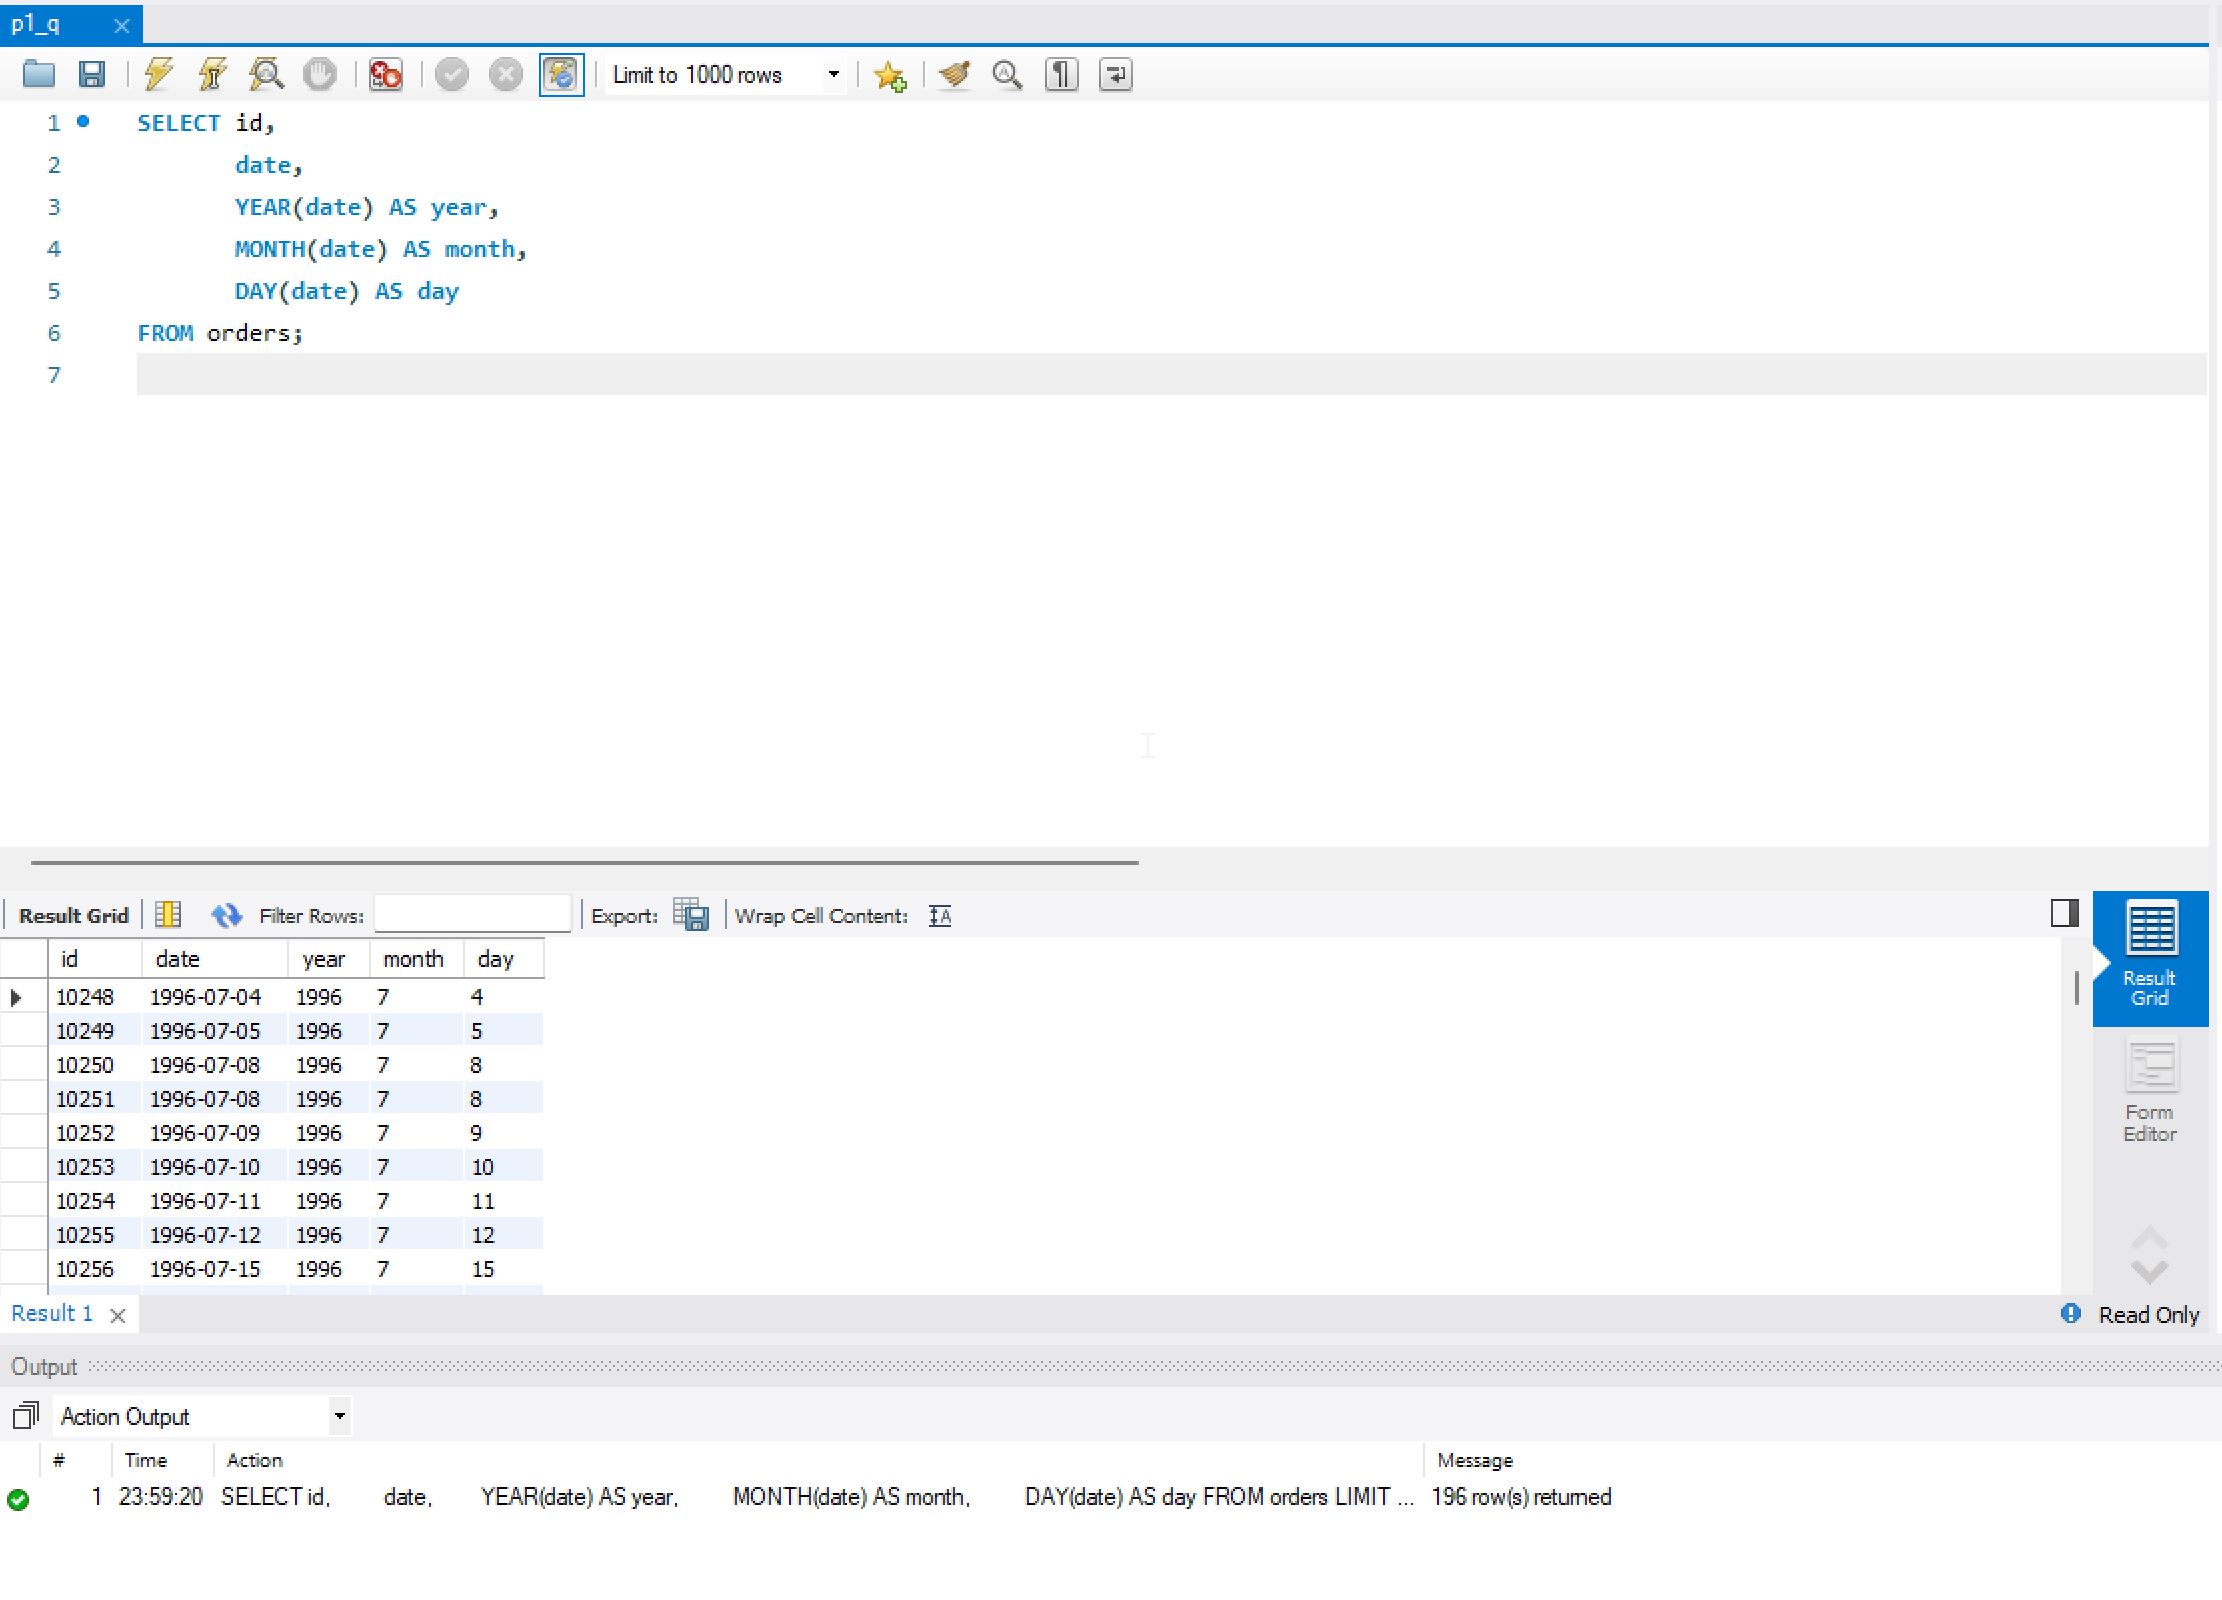 p1_q
Limit to 1000 rows
1 SELECT id,
2 date,
3 YEAR(date) AS year,
4 MONTH(date) AS month,
5 DAY(date) AS day
6 FROM orders;
7
Result Grid Filter Rows: Export: Wrap Cell Content:
id date year month day
10248 1996-07-04 1996 7 4
10249 1996-07-05 1996 7 5
10250 1996-07-08 1996 7 8
10251 1996-07-08 1996 7 8
10252 1996-07-09 1996 7 9
10253 1996-07-10 1996 7 10
10254 1996-07-11 1996 7 11
10255 1996-07-12 1996 7 12
10256 1996-07-15 1996 7 15
Result
Grid
Form
Editor
Result 1 Read Only
Output
Action Output
# Time Action Message
1 23:59:20 SELECT id, date, YEAR(date) AS year, MONTH(date) AS month, DAY(date) AS day FROM orders LIMIT ... 196 row(s) returned